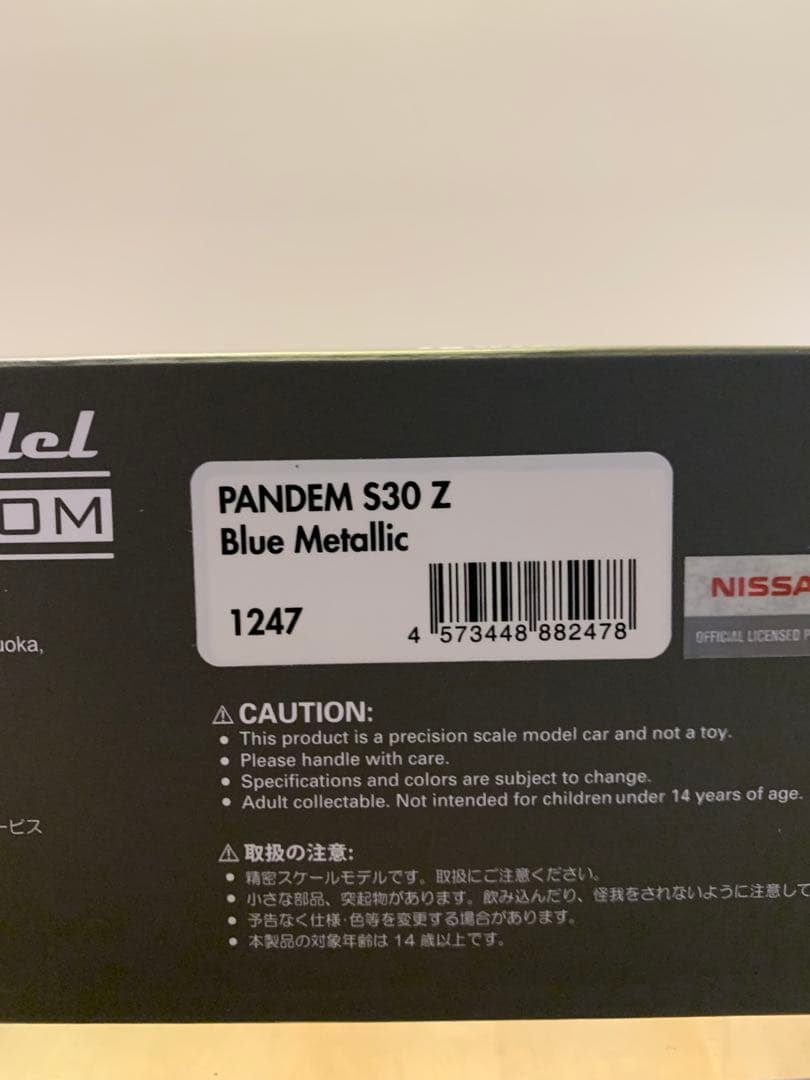 PANDEM S30 Z
Blue Metallic
1247
4 573448 882478
CAUTION:
• This product is a precision scale model car and not a toy.
• Please handle with care.
• Specifications and colors are subject to change.
• Adult collectable. Not intended for children under 14 years of age.
取扱の注意:
• 精密スケールモデルです。取扱にご注意ください。
• 小さな部品、突起物があります。飲み込んだり、怪我をされないように注意して
• 予告なく仕様・色等を変更する場合があります。
• 本製品の対象年齢は 14 歳以上です。
del
OM
uoka,
ービス
NISSA
OFFICIAL LICENSED P